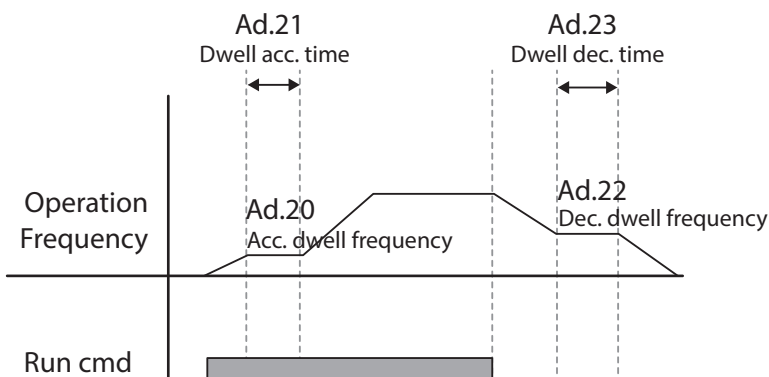 Ad.21
Dwell acc. time
Ad.23
Dwell dec. time
Operation
Frequency
Ad.20
Acc. dwell frequency
Ad.22
Dec. dwell frequency
Run cmd